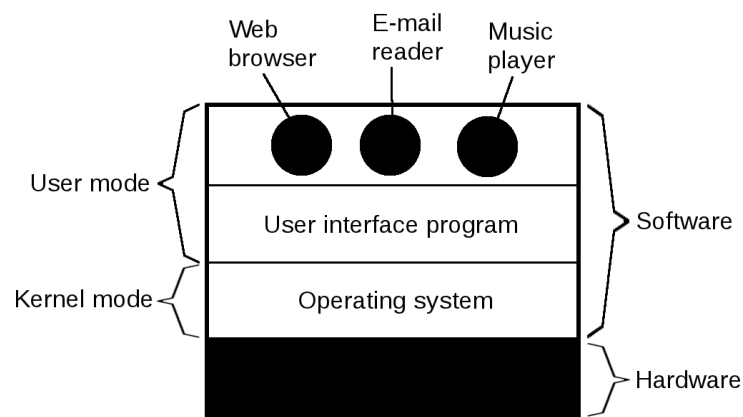 Web
browser
E-mail
reader
Music
player
User mode
User interface program
Software
Kernel mode
Operating system
Hardware